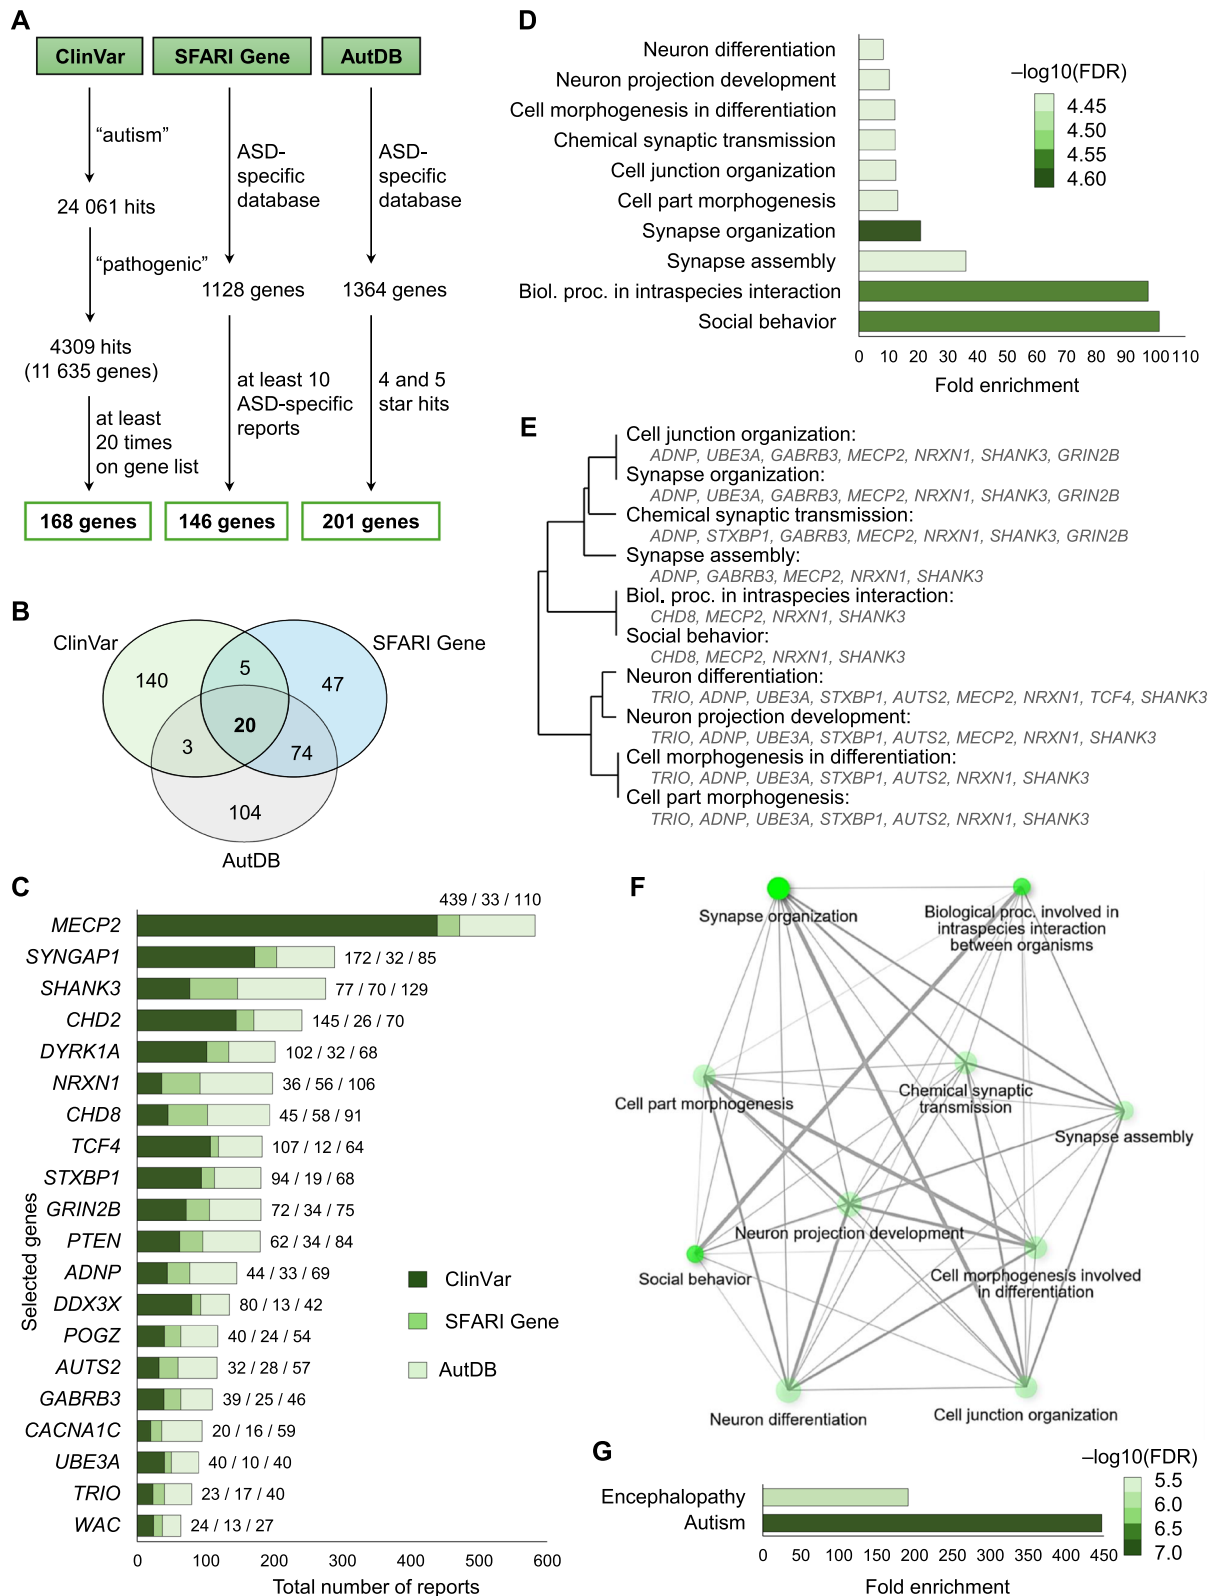 A
ClinVar
SFARI Gene
AutDB
“autism”
ASD-
specific
database
ASD-
specific
database
24 061 hits
“pathogenic”
1128 genes
1364 genes
4309 hits
(11 635 genes)
at least
20 times
on gene list
at least 10
ASD-specific
reports
4 and 5
star hits
168 genes
146 genes
201 genes
B
ClinVar
SFARI Gene
AutDB
140
5
47
20
3
74
104
C
Selected genes
MECP2
439 / 33 / 110
SYNGAP1
172 / 32 / 85
SHANK3
77 / 70 / 129
CHD2
145 / 26 / 70
DYRK1A
102 / 32 / 68
NRXN1
36 / 56 / 106
CHD8
45 / 58 / 91
TCF4
107 / 12 / 64
STXBP1
94 / 19 / 68
GRIN2B
72 / 34 / 75
PTEN
62 / 34 / 84
ADNP
44 / 33 / 69
DDX3X
80 / 13 / 42
POGZ
40 / 24 / 54
AUTS2
32 / 28 / 57
GABRB3
39 / 25 / 46
CACNA1C
20 / 16 / 59
UBE3A
40 / 10 / 40
TRIO
23 / 17 / 40
WAC
24 / 13 / 27
ClinVar
SFARI Gene
AutDB
0 100 200 300 400 500 600
Total number of reports
D
Neuron differentiation
Neuron projection development
Cell morphogenesis in differentiation
Chemical synaptic transmission
Cell junction organization
Cell part morphogenesis
Synapse organization
Synapse assembly
Biol. proc. in intraspecies interaction
Social behavior
0 10 20 30 40 50 60 70 80 90 100 110
Fold enrichment
–log10(FDR)
4.45
4.50
4.55
4.60
E
Cell junction organization:
ADNP, UBE3A, GABRB3, MECP2, NRXN1, SHANK3, GRIN2B
Synapse organization:
ADNP, UBE3A, GABRB3, MECP2, NRXN1, SHANK3, GRIN2B
Chemical synaptic transmission:
ADNP, STXBP1, GABRB3, MECP2, NRXN1, SHANK3, GRIN2B
Synapse assembly:
ADNP, GABRB3, MECP2, NRXN1, SHANK3
Biol. proc. in intraspecies interaction:
CHD8, MECP2, NRXN1, SHANK3
Social behavior:
CHD8, MECP2, NRXN1, SHANK3
Neuron differentiation:
TRIO, ADNP, UBE3A, STXBP1, AUTS2, MECP2, NRXN1, TCF4, SHANK3
Neuron projection development:
TRIO, ADNP, UBE3A, STXBP1, AUTS2, MECP2, NRXN1, SHANK3
Cell morphogenesis in differentiation:
TRIO, ADNP, UBE3A, STXBP1, AUTS2, NRXN1, SHANK3
Cell part morphogenesis:
TRIO, ADNP, UBE3A, STXBP1, AUTS2, NRXN1, SHANK3
F
Synapse organization
Biological proc. involved in
intraspecies interaction
between organisms
Cell part morphogenesis
Chemical synaptic
transmission
Synapse assembly
Neuron projection development
Social behavior
Cell morphogenesis involved
in differentiation
Neuron differentiation
Cell junction organization
G
Encephalopathy
Autism
0 50 100 150 200 250 300 350 400 450
Fold enrichment
–log10(FDR)
5.5
6.0
6.5
7.0